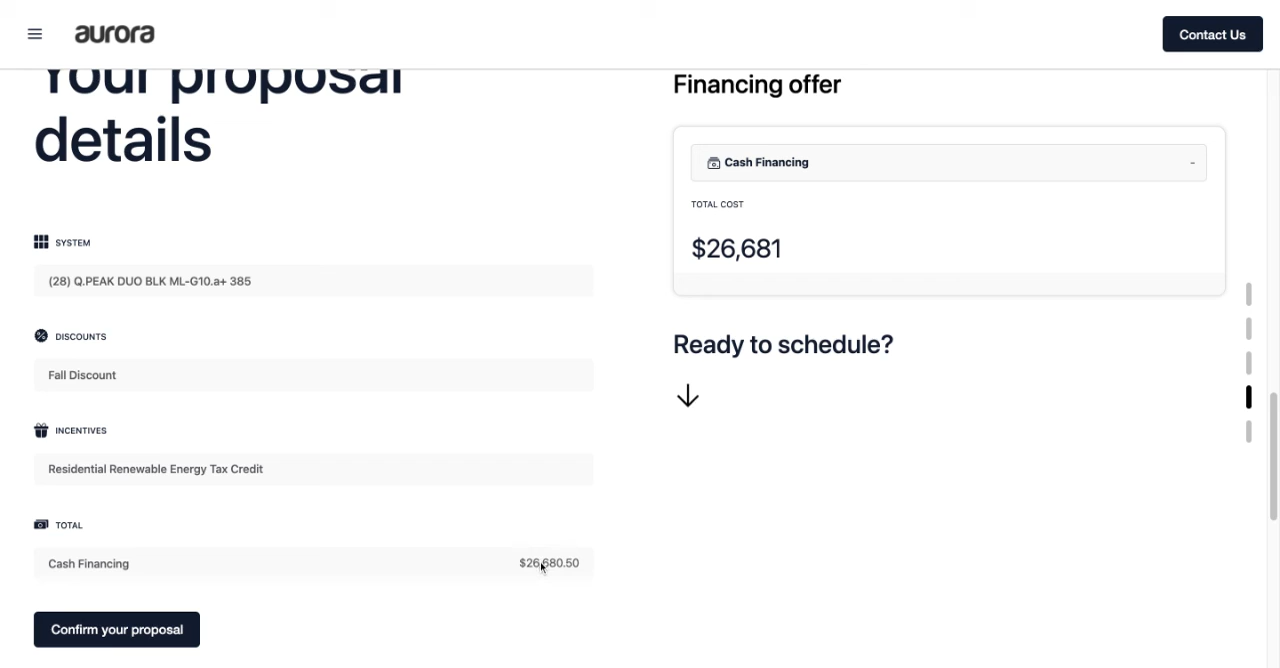 aurora
Contact Us
Your proposal
details
SYSTEM
(28) Q.PEAK DUO BLK ML-G10.a+ 385
DISCOUNTS
Fall Discount
INCENTIVES
Residential Renewable Energy Tax Credit
TOTAL
Cash Financing $26,680.50
Confirm your proposal
Financing offer
Cash Financing -
TOTAL COST
$26,681
Ready to schedule?